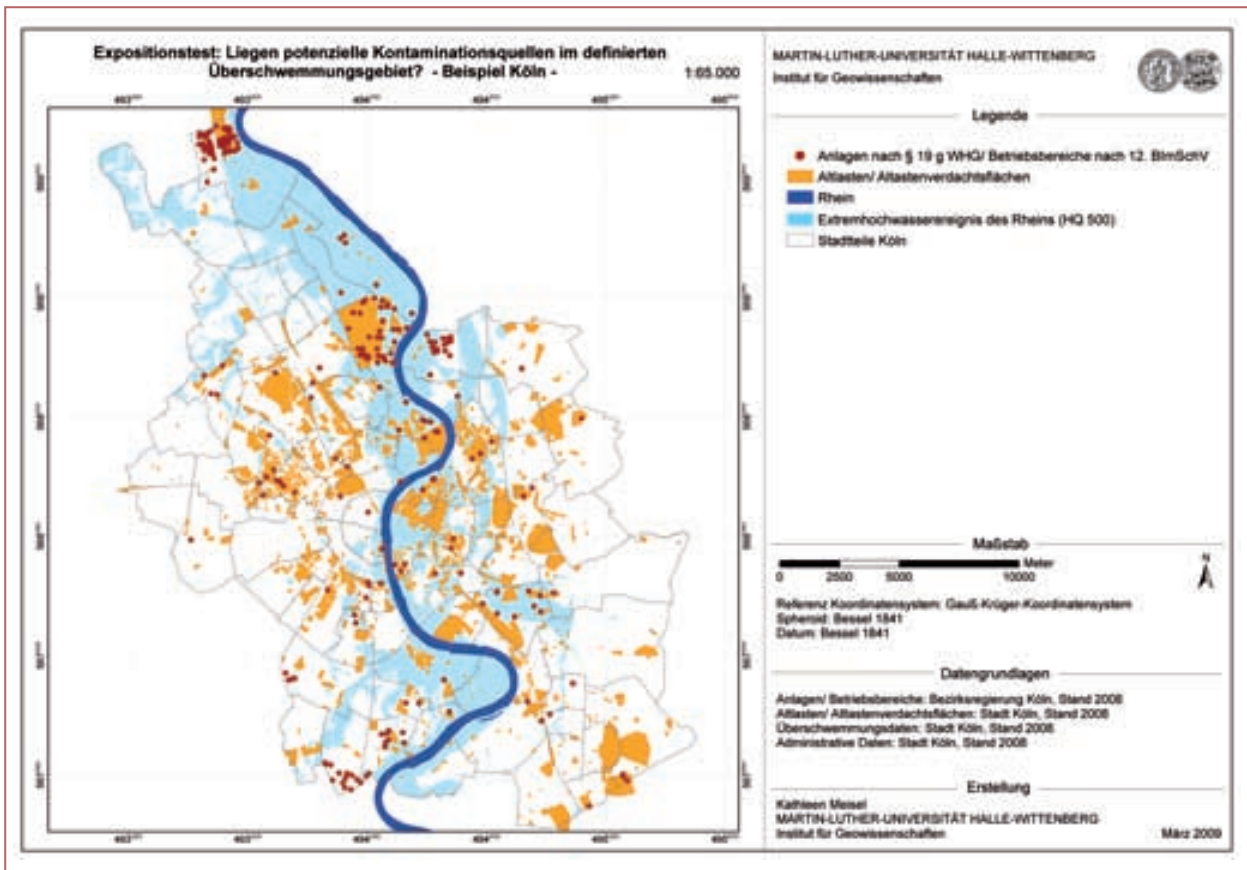 Expositionstest: Liegen potenzielle Kontaminationsquellen im definierten
Überschwemmungsgebiet? - Beispiel Köln -
1:65.000
MARTIN-LUTHER-UNIVERSITÄT HALLE-WITTENBERG
Institut für Geowissenschaften
Legende
Anlagen nach § 19 g WHG/ Betriebsbereiche nach 12. BImSchV
Altlasten/ Altastenverdachtsflächen
Rhein
Extremhochwasserereignis des Rheins (HQ 500)
Stadtteile Köln
Maßstab
Meter
0 2500 5000 10000
N
Referenz Koordinatensystem: Gauß-Krüger-Koordinatensystem
Spheroid: Bessel 1841
Datum: Bessel 1841
Datengrundlagen
Anlagen/ Betriebsbereiche: Bezirksregierung Köln, Stand 2008
Altlasten/ Altlastenverdachtsflächen: Stadt Köln, Stand 2008
Überschwemmungsdaten: Stadt Köln, Stand 2008
Administrative Daten: Stadt Köln, Stand 2008
Erstellung
Kathleen Meisel
MARTIN-LUTHER-UNIVERSITÄT HALLE-WITTENBERG
Institut für Geowissenschaften
März 2009